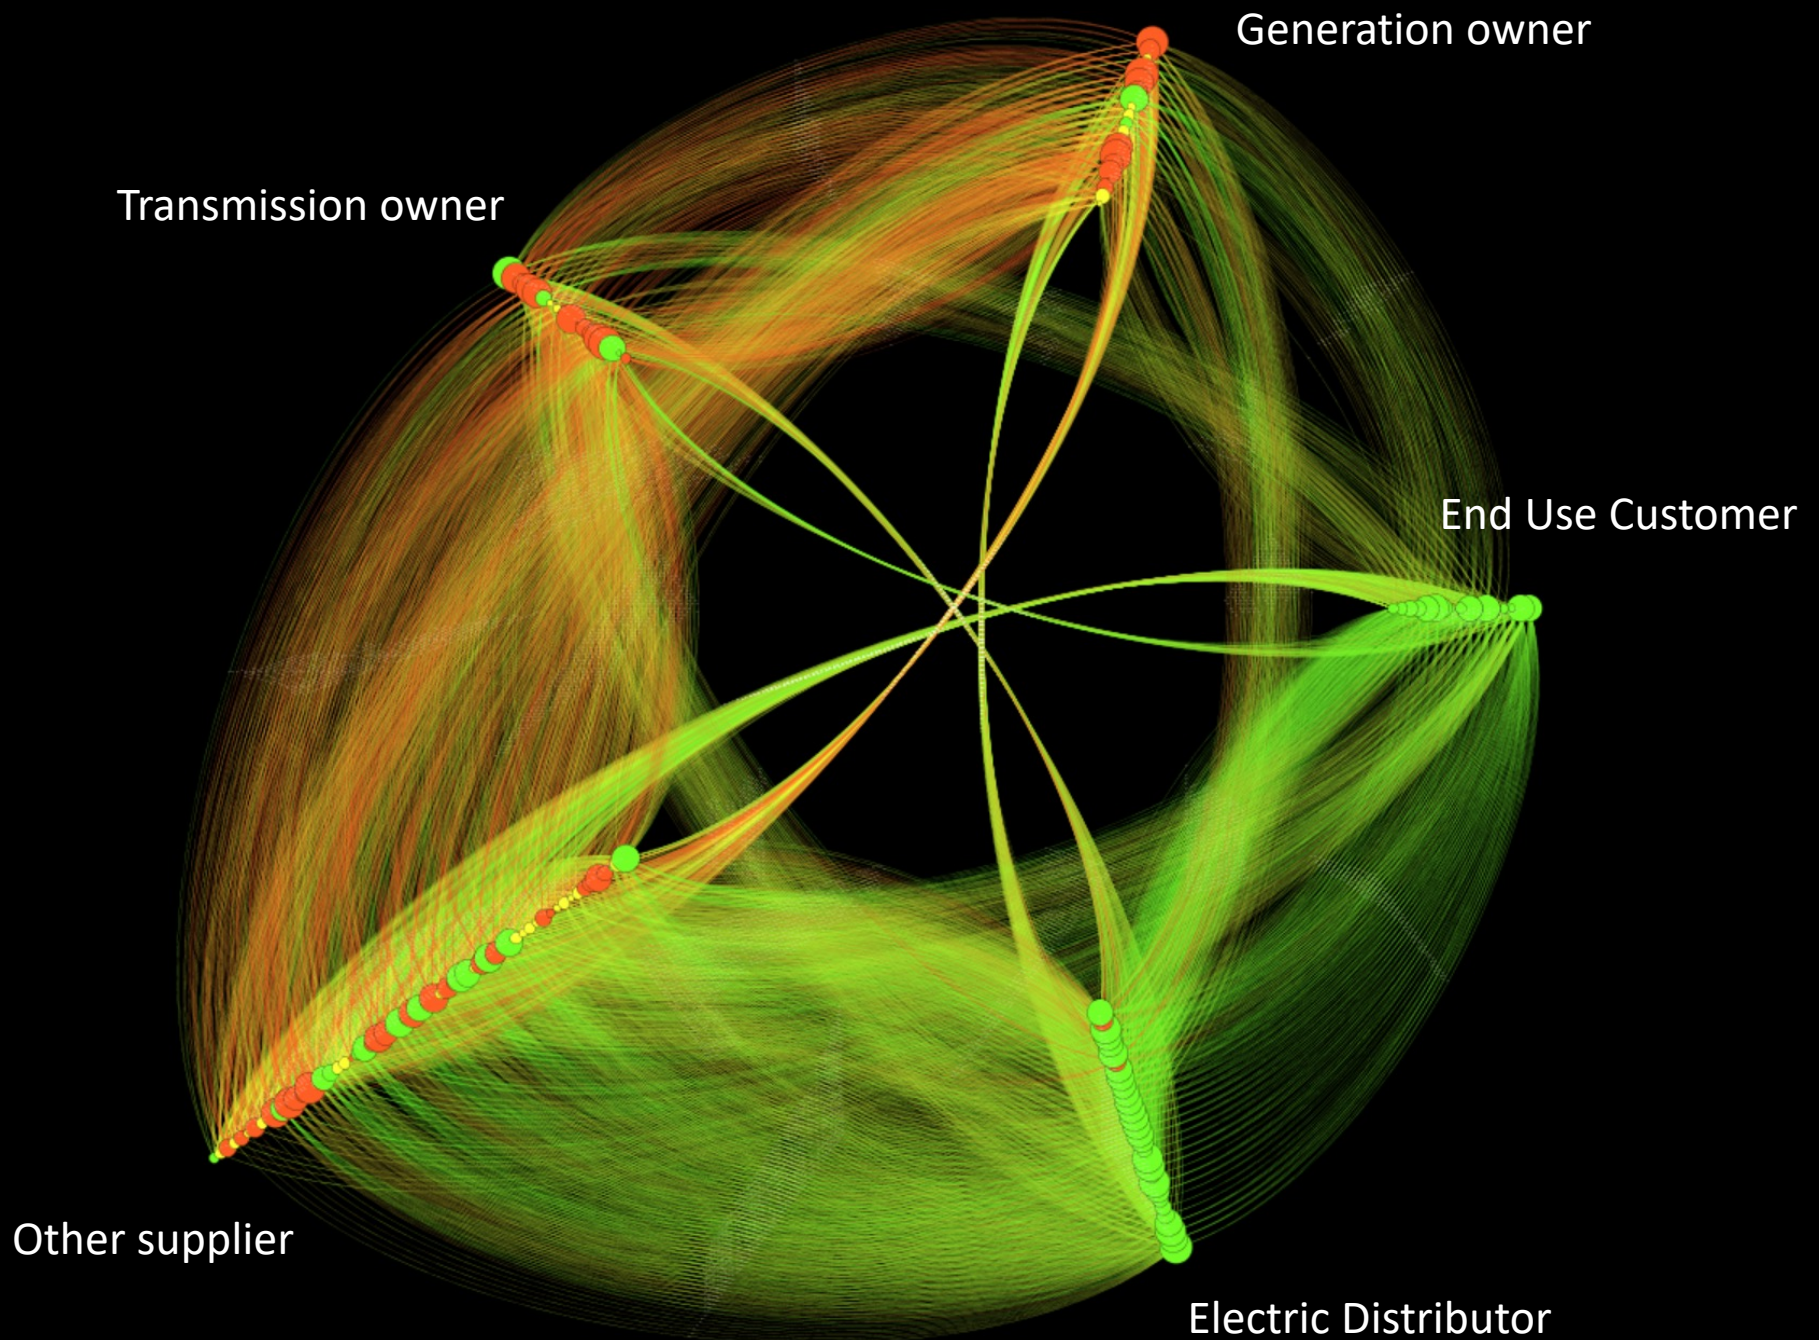 Generation owner
Transmission owner
End Use Customer
Other supplier
Electric Distributor